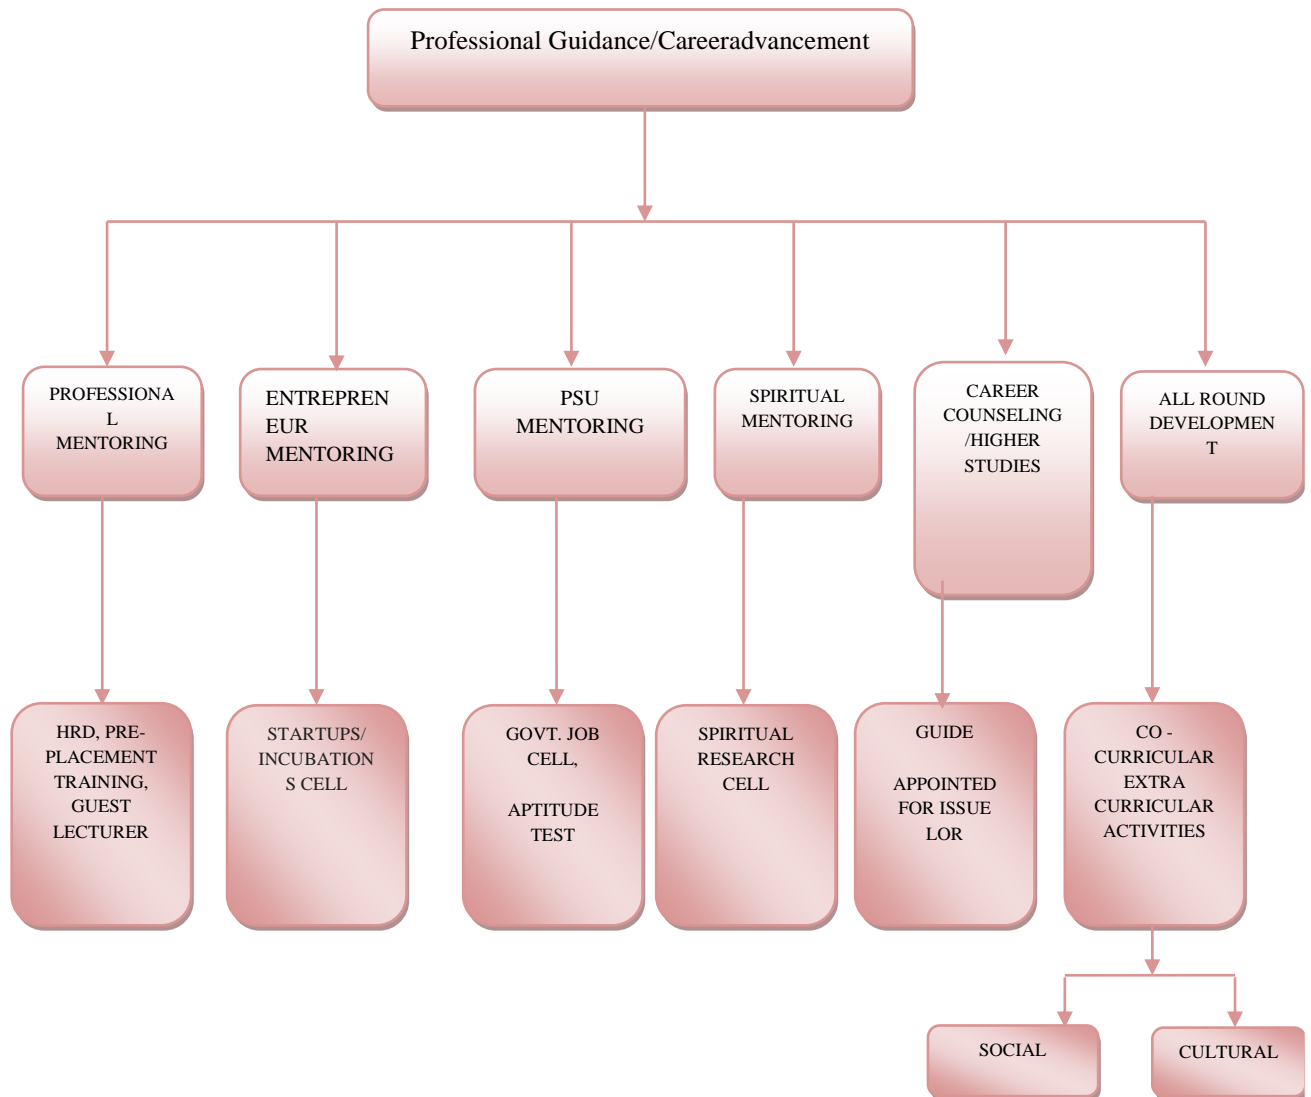 Professional Guidance/Careeradvancement
PROFESSIONA
L
MENTORING
ENTREPREN
EUR
MENTORING
PSU
MENTORING
SPIRITUAL
MENTORING
CAREER
COUNSELING
/HIGHER
STUDIES
ALL ROUND
DEVELOPMEN
T
HRD, PRE-
PLACEMENT
TRAINING,
GUEST
LECTURER
STARTUPS/
INCUBATION
S CELL
GOVT. JOB
CELL,
APTITUDE
TEST
SPIRITUAL
RESEARCH
CELL
GUIDE
APPOINTED
FOR ISSUE
LOR
CO -
CURRICULAR
EXTRA
CURRICULAR
ACTIVITIES
SOCIAL
CULTURAL